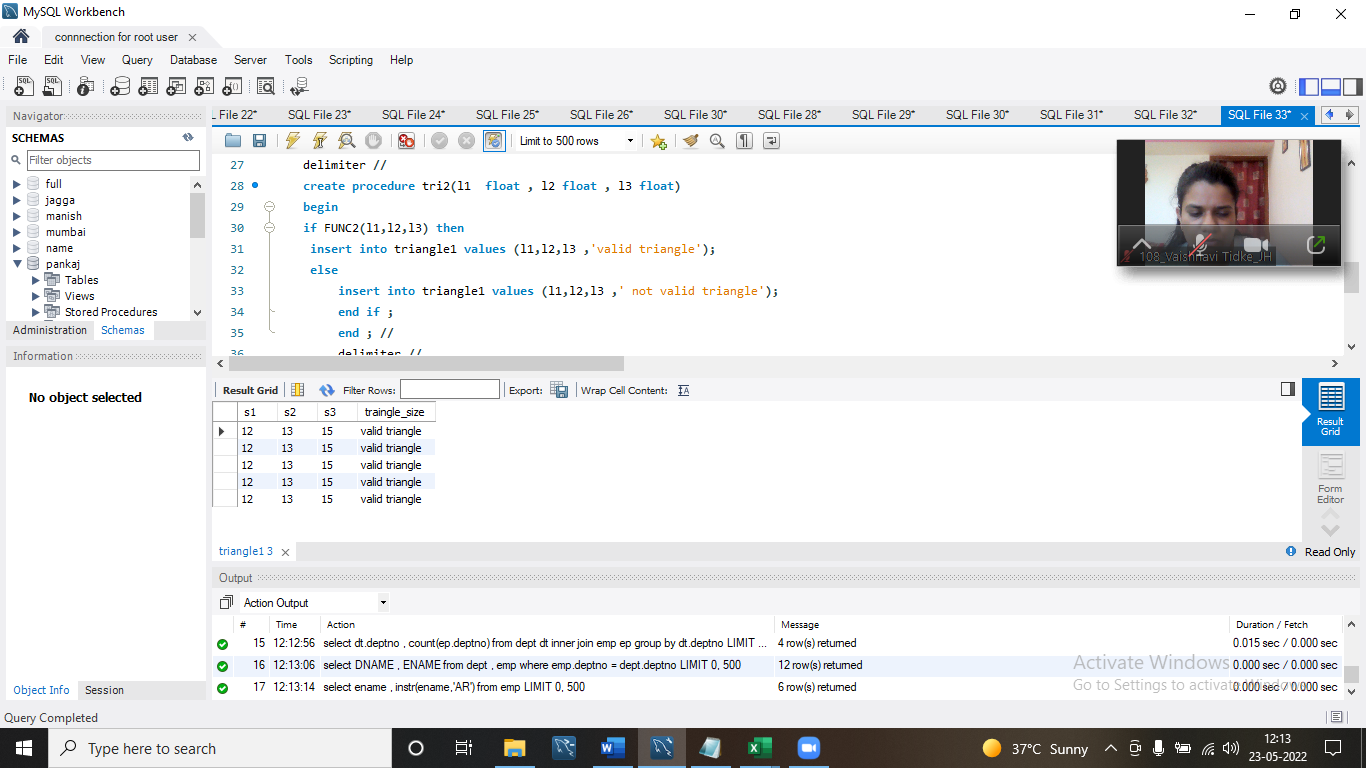 MySQL Workbench
connnection for root user
File Edit View Query Database Server Tools Scripting Help
Navigator
SCHEMAS
Filter objects
full
jagga
manish
mumbai
name
pankaj
Tables
Views
Stored Procedures
Administration Schemas
Information
No object selected
Object Info Session
File 22* SQL File 23* SQL File 24* SQL File 25* SQL File 26* SQL File 30* SQL File 28* SQL File 29* SQL File 30* SQL File 31* SQL File 32* SQL File 33*
Limit to 500 rows
27 delimiter //
28 create procedure tri2(l1 float , l2 float , l3 float)
29 begin
30 if FUNC2(l1,l2,l3) then
31 insert into triangle1 values (l1,l2,l3 ,'valid triangle');
32 else
33 insert into triangle1 values (l1,l2,l3 ,' not valid triangle');
34 end if ;
35 end ; //
36 delimiter //
108_Vaishnavi Tidke_JH
Result Grid Filter Rows: Export: Wrap Cell Content:
s1 s2 s3 traingle_size
12 13 15 valid triangle
12 13 15 valid triangle
12 13 15 valid triangle
12 13 15 valid triangle
12 13 15 valid triangle
Result Grid
Form Editor
triangle1 3
Read Only
Output
Action Output
# Time Action Message Duration / Fetch
15 12:12:56 select dt.deptno , count(ep.deptno) from dept dt inner join emp ep group by dt.deptno LIMIT ... 4 row(s) returned 0.015 sec / 0.000 sec
16 12:13:06 select DNAME , ENAME from dept , emp where emp.deptno = dept.deptno LIMIT 0, 500 12 row(s) returned 0.000 sec / 0.000 sec
17 12:13:14 select ename , instr(ename,'AR') from emp LIMIT 0, 500 6 row(s) returned 0.000 sec / 0.000 sec
Activate Windows
Go to Settings to activate Windows.
Query Completed
Type here to search
37°C Sunny
12:13
23-05-2022